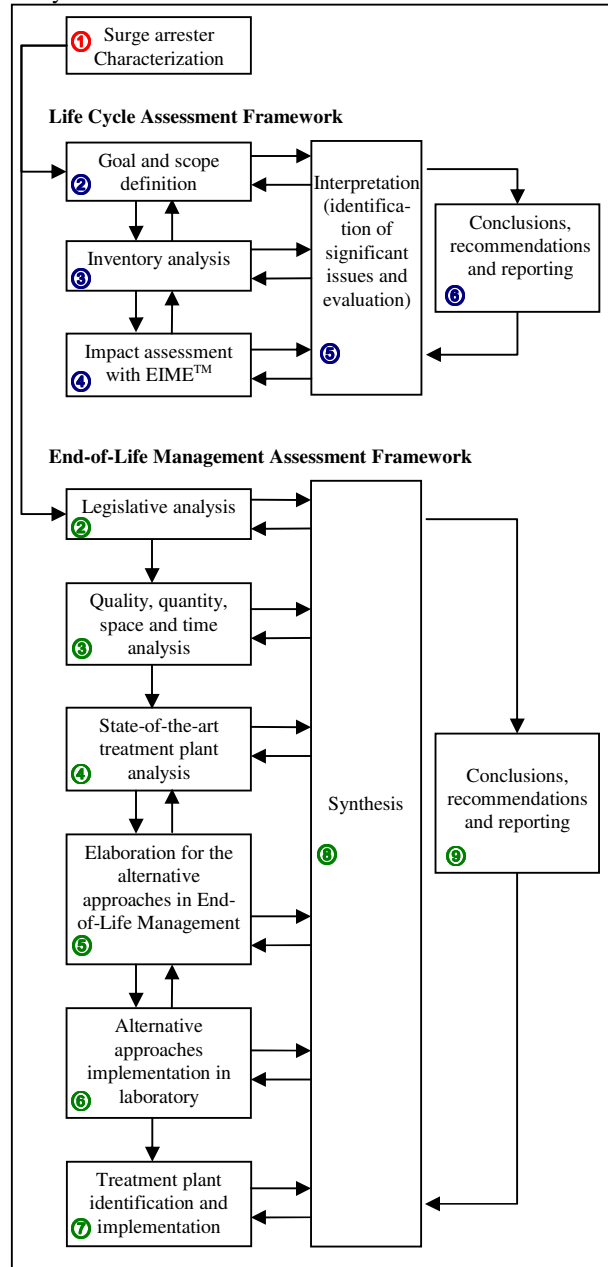 Surge arrester
Characterization
①
Life Cycle Assessment Framework
Goal and scope
definition
②
Inventory analysis
③
Impact assessment
with EIME™
④
Interpretation
(identifica-
tion of
significant
issues and
evaluation)
⑤
Conclusions,
recommendations
and reporting
⑥
End-of-Life Management Assessment Framework
Legislative analysis
②
Quality, quantity,
space and time
analysis
③
State-of-the-art
treatment plant
analysis
④
Elaboration for the
alternative
approaches in End-
of-Life Management
⑤
Alternative
approaches
implementation in
laboratory
⑥
Treatment plant
identification and
implementation
⑦
Synthesis
⑧
Conclusions,
recommendations
and reporting
⑨